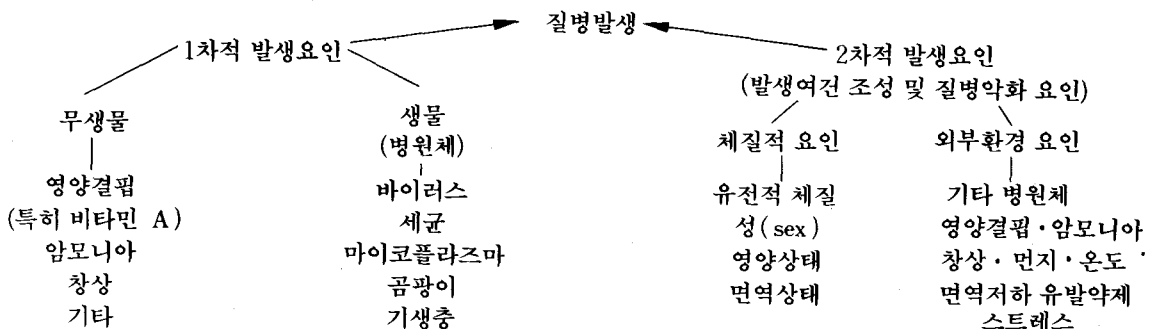 질병발생
1차적 발생요인
2차적 발생요인
(발생여건 조성 및 질병악화 요인)
무생물
생물
(병원체)
체질적 요인
외부환경 요인
영양결핍
(특히 비타민 A)
암모니아
창상
기타
바이러스
세균
마이코플라즈마
곰팡이
기생충
유전적 체질
성(sex)
영양상태
면역상태
기타 병원체
영양결핍·암모니아
창상·먼지·온도
면역저하 유발약제
스트레스